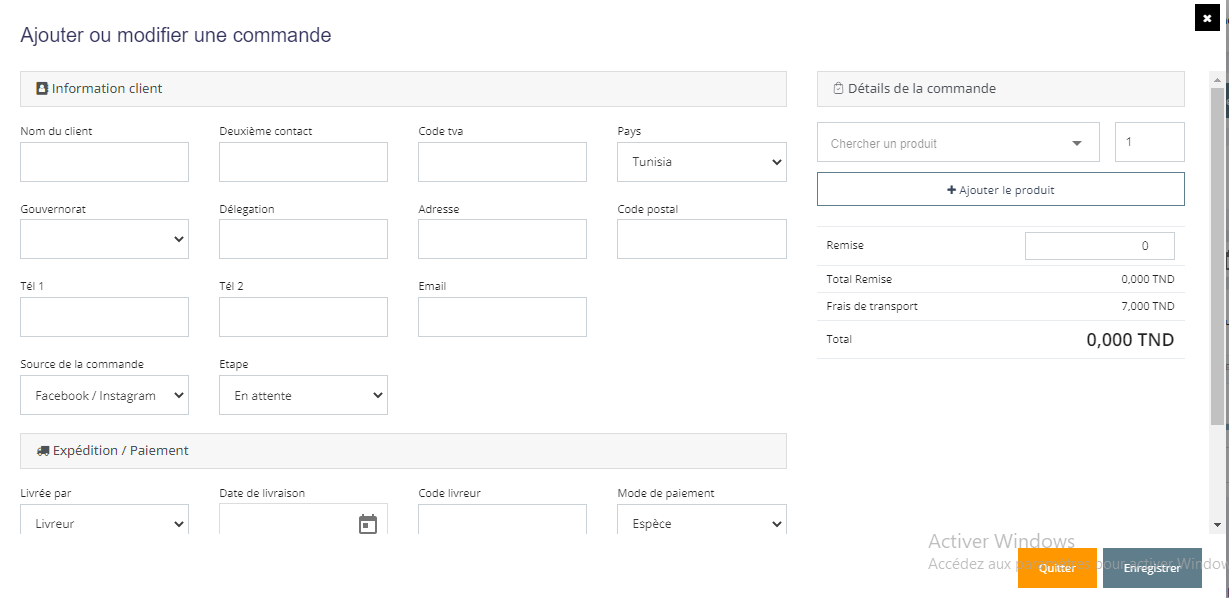 Ajouter ou modifier une commande
Information client
Nom du client
Deuxième contact
Code tva
Pays
Tunisia
Gouvernorat
Délegation
Adresse
Code postal
Tél 1
Tél 2
Email
Source de la commande
Etape
Facebook / Instagram
En attente
Expédition / Paiement
Livrée par
Date de livraison
Code livreur
Mode de paiement
Livreur
Espèce
Détails de la commande
Chercher un produit
1
Ajouter le produit
Remise
0
Total Remise
0,000 TND
Frais de transport
7,000 TND
Total
0,000 TND
Activer Windows
Accédez aux pour activer Window
Quitter
Enregistrer